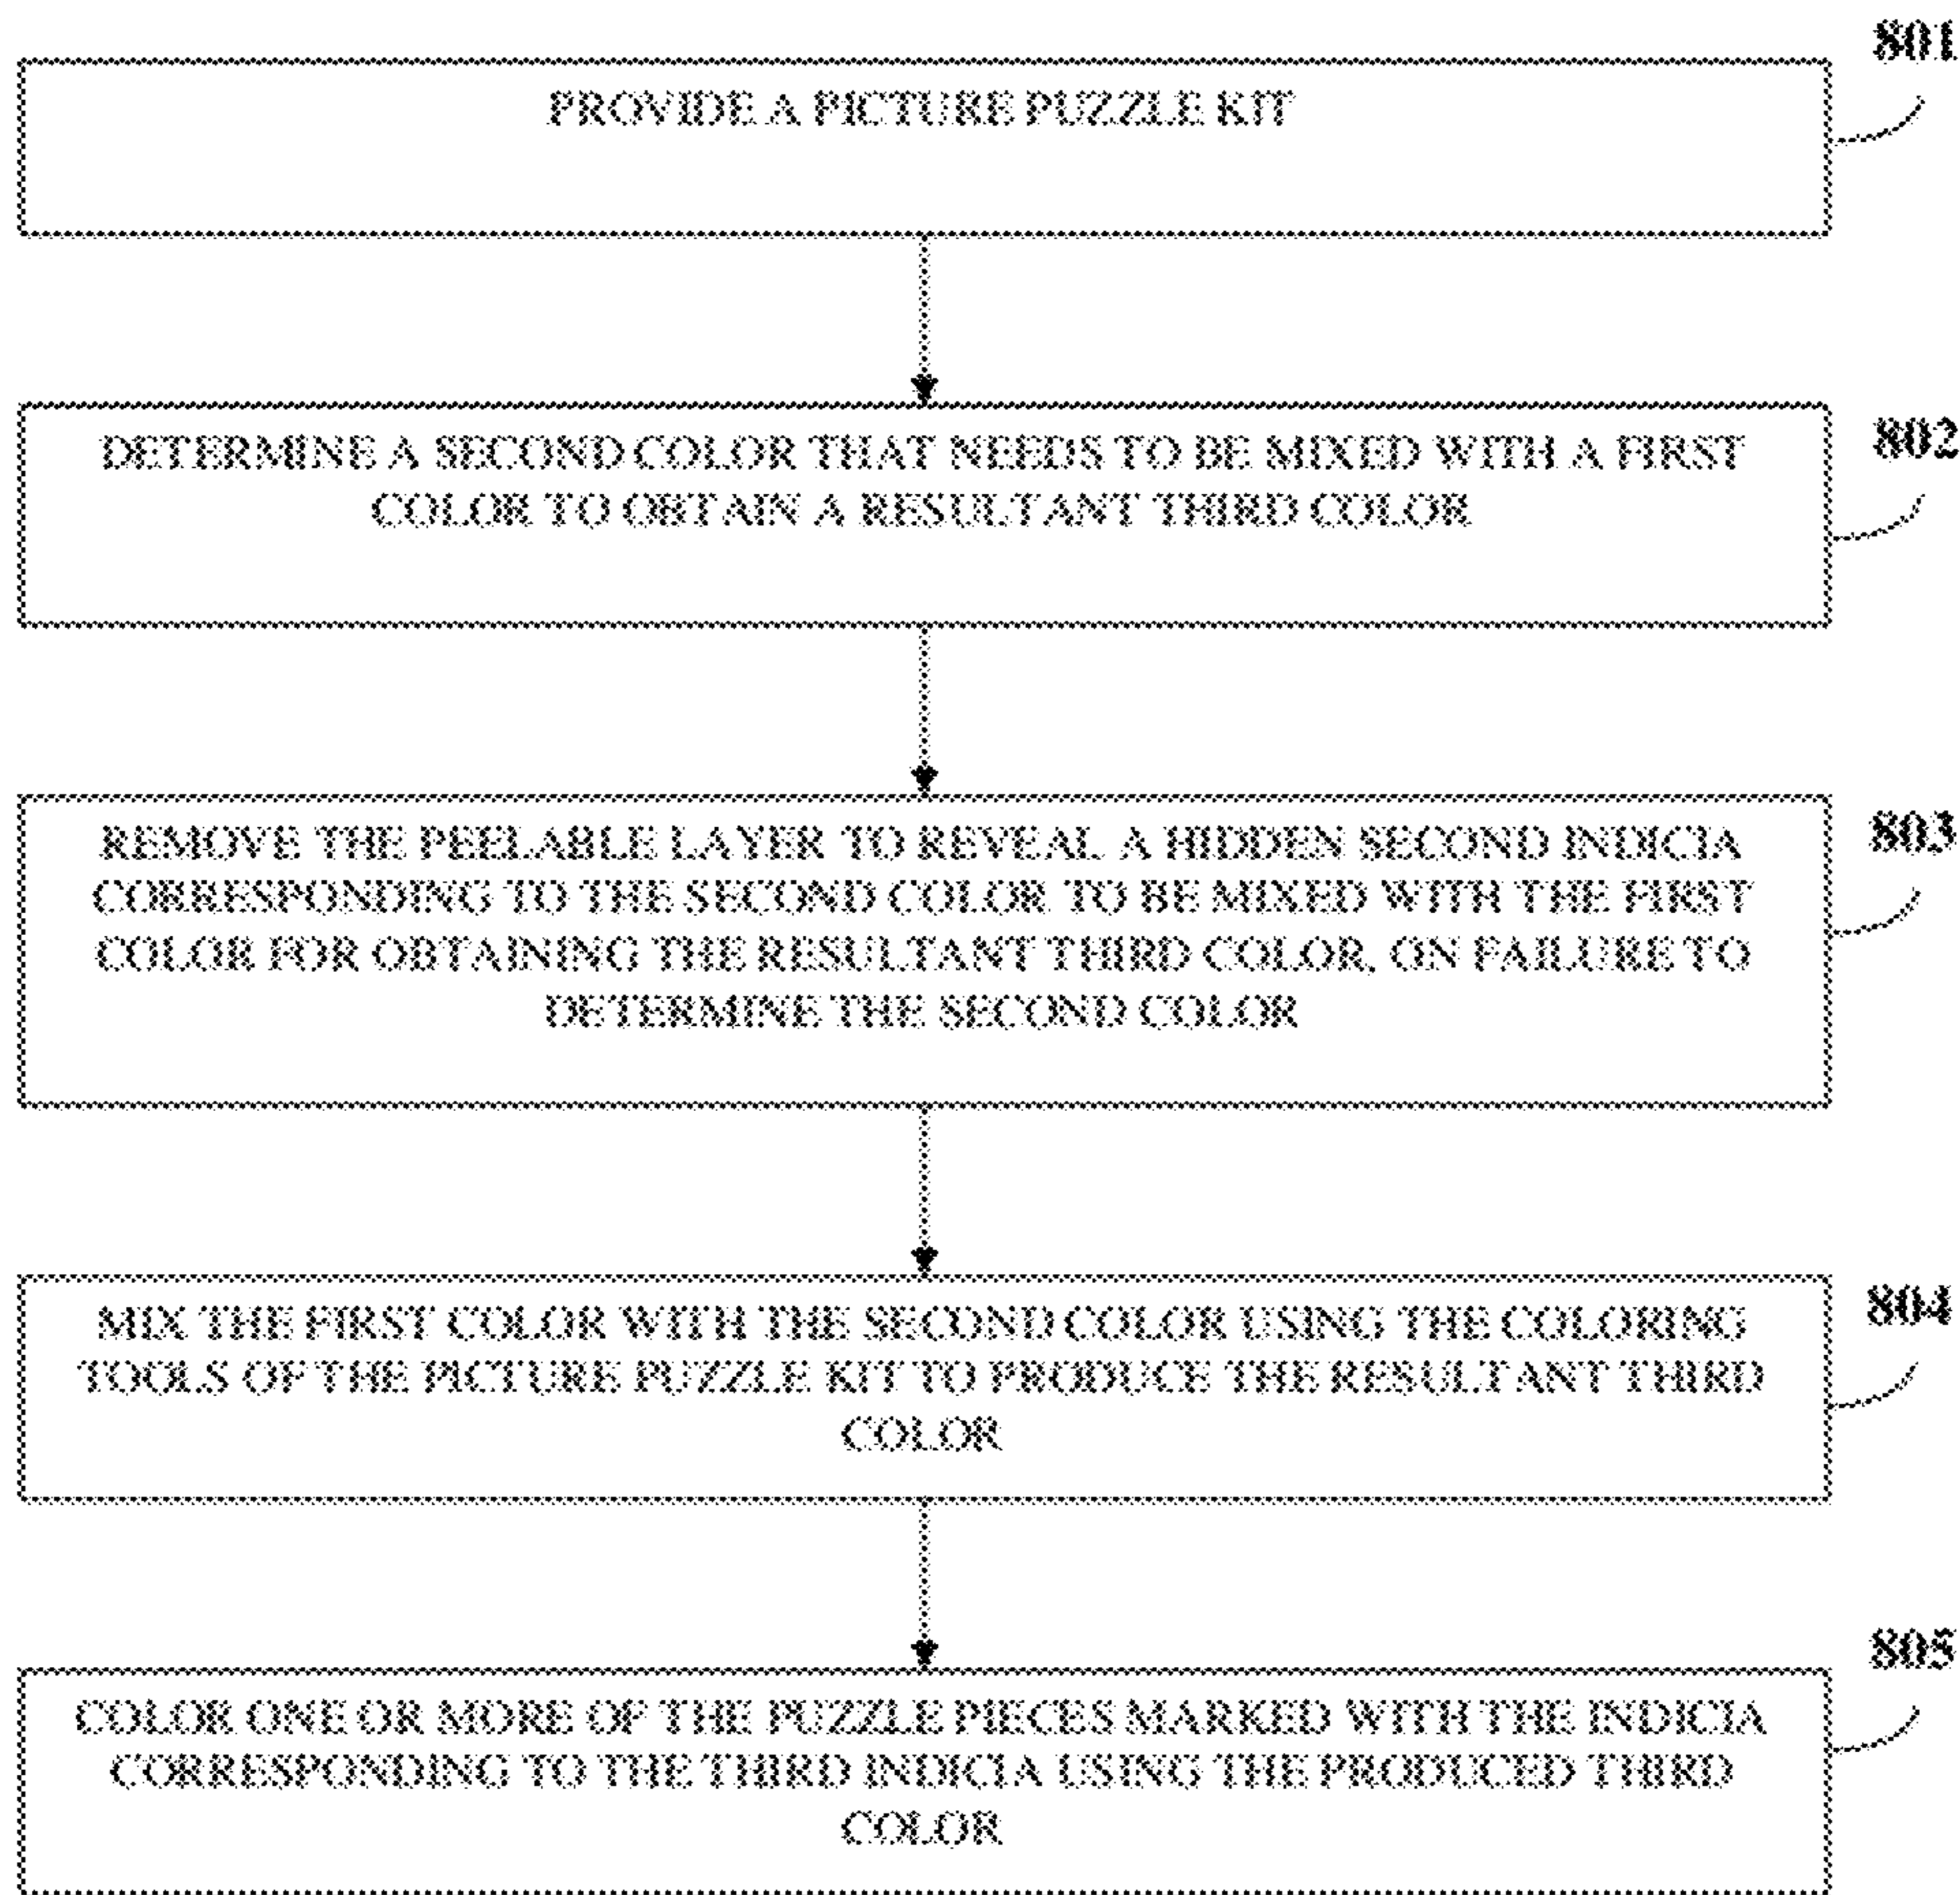 801
PROVIDE A PICTURE PUZZLE KIT
802
DETERMINE A SECOND COLOR THAT NEEDS TO BE MIXED WITH A FIRST
COLOR TO OBTAIN A RESULTANT THIRD COLOR
803
REMOVE THE PEELABLE LAYER TO REVEAL A HIDDEN SECOND INDICIA
CORRESPONDING TO THE SECOND COLOR TO BE MIXED WITH THE FIRST
COLOR FOR OBTAINING THE RESULTANT THIRD COLOR, ON FAILURE TO
DETERMINE THE SECOND COLOR
804
MIX THE FIRST COLOR WITH THE SECOND COLOR USING THE COLORING
TOOLS OF THE PICTURE PUZZLE KIT TO PRODUCE THE RESULTANT THIRD
COLOR
805
COLOR ONE OR MORE OF THE PUZZLE PIECES MARKED WITH THE INDICIA
CORRESPONDING TO THE THIRD INDICIA USING THE PRODUCED THIRD
COLOR